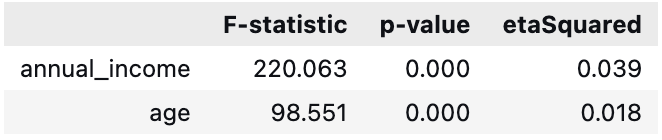 F-statistic p-value etaSquared
annual_income 220.063 0.000 0.039
age 98.551 0.000 0.018